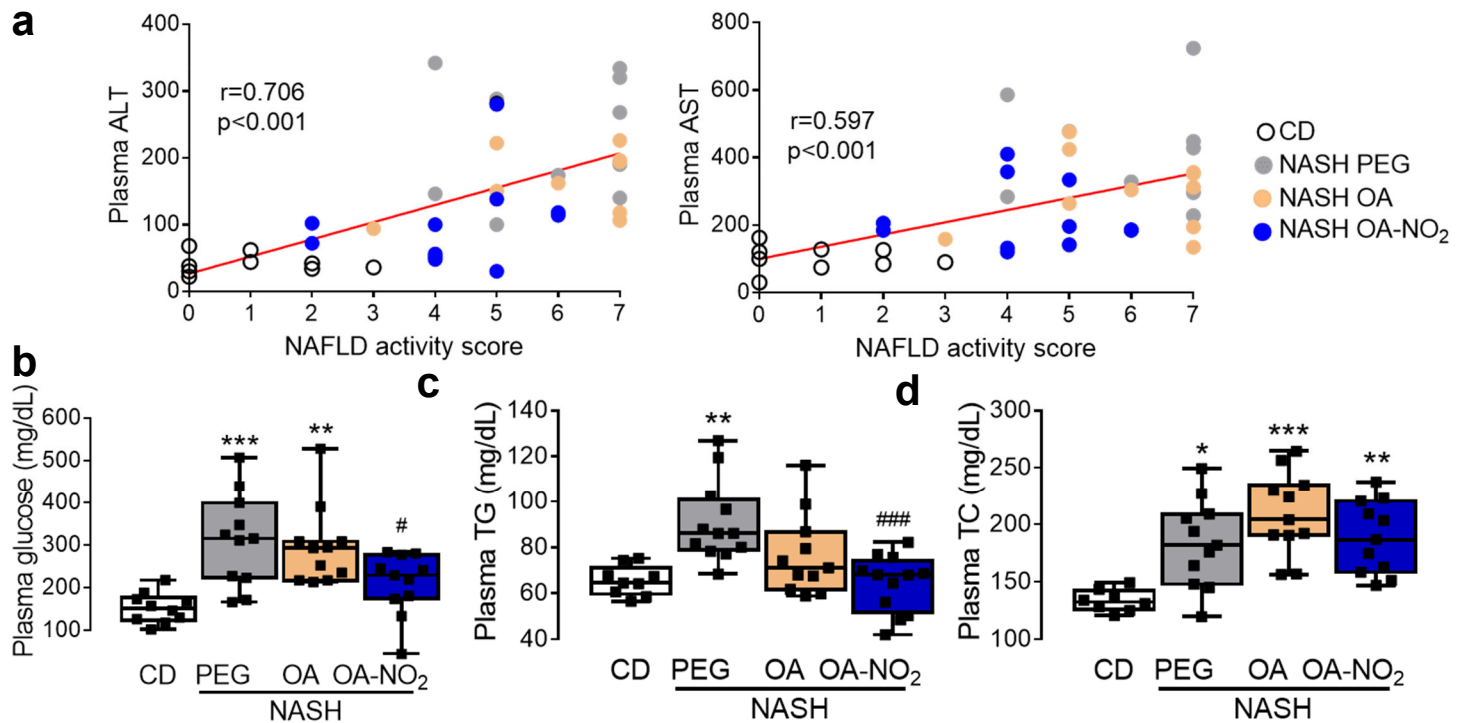 a
400
300
200
100
0
Plasma ALT
r=0.706
p<0.001
0 1 2 3 4 5 6 7
NAFLD activity score
800
600
400
200
0
Plasma AST
r=0.597
p<0.001
0 1 2 3 4 5 6 7
NAFLD activity score
CD
NASH PEG
NASH OA
NASH OA-NO₂
b
Plasma glucose (mg/dL)
600
500
400
300
200
100
***
**
#
CD PEG OA OA-NO₂
NASH
c
Plasma TG (mg/dL)
140
120
100
80
60
40
**
###
CD PEG OA OA-NO₂
NASH
d
Plasma TC (mg/dL)
300
250
200
150
100
*
***
**
CD PEG OA OA-NO₂
NASH